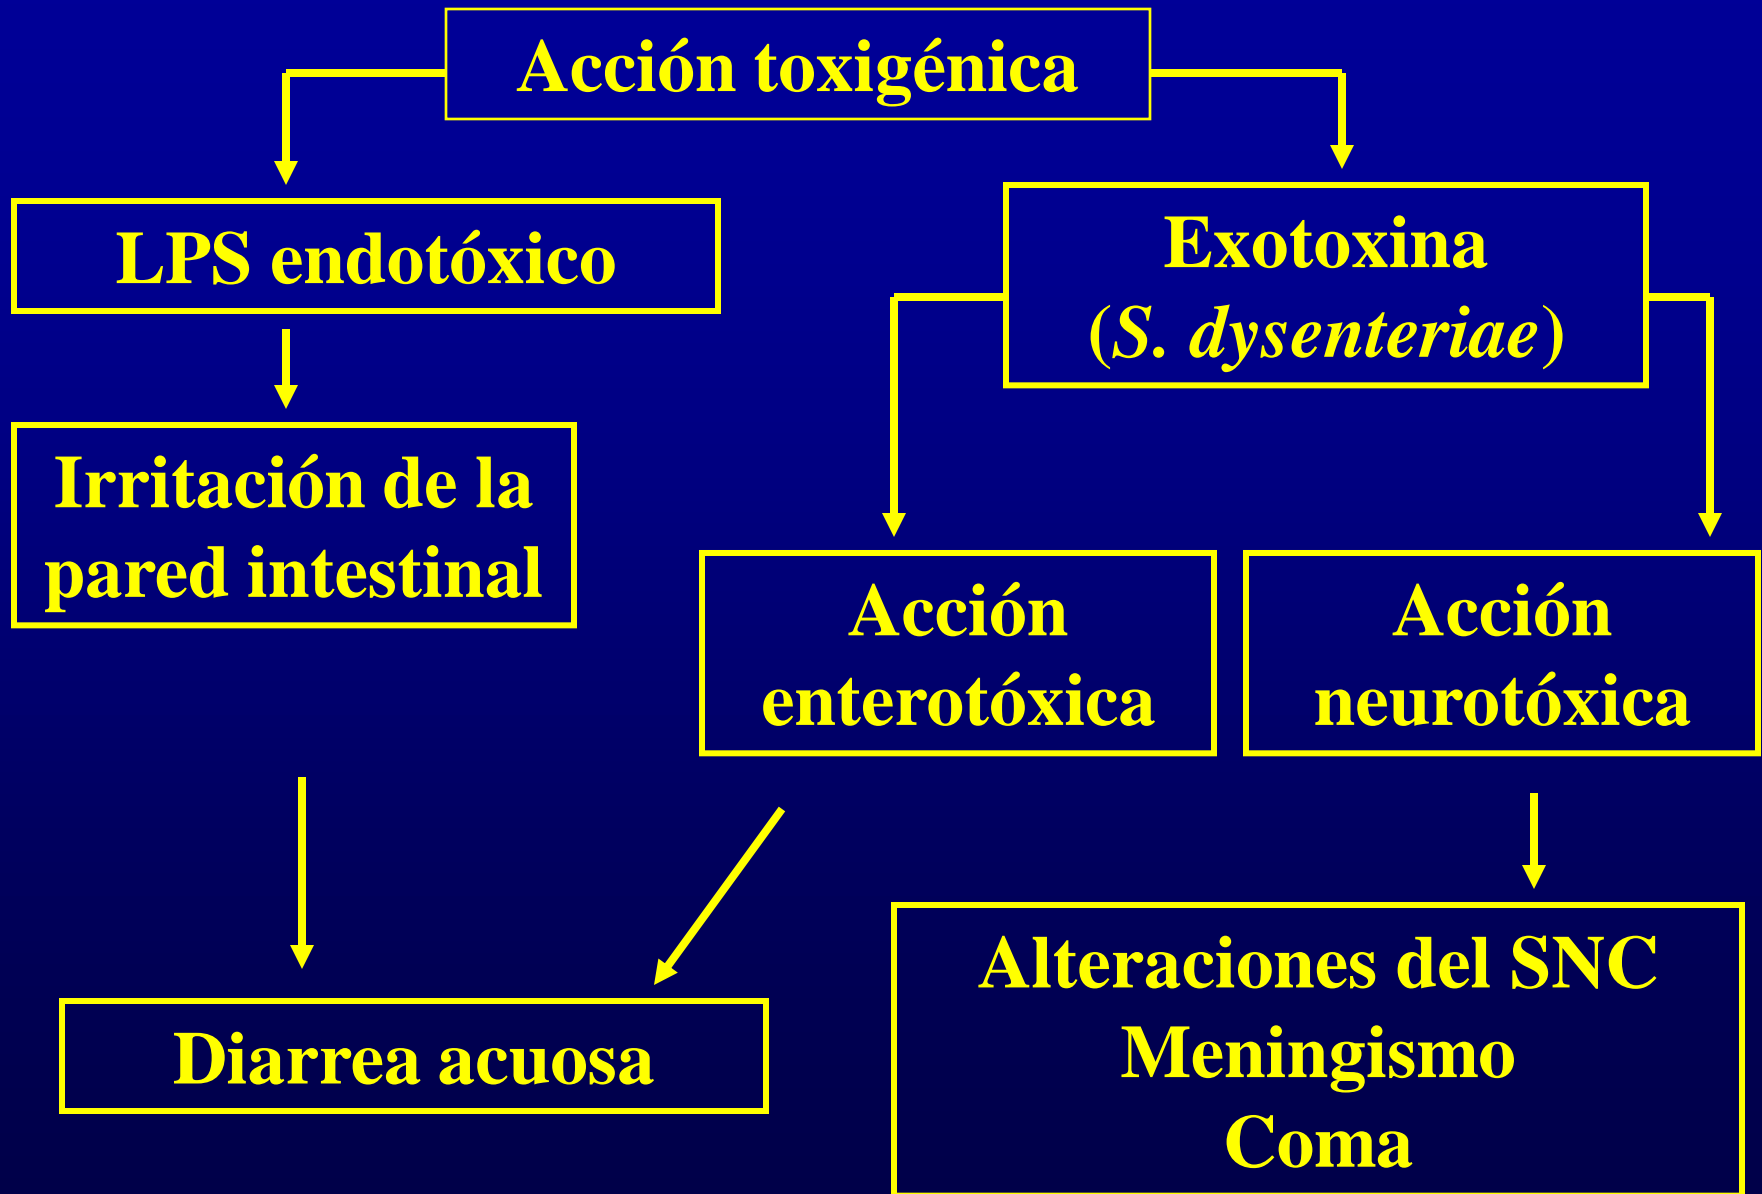 Acción toxigénica
LPS endotóxico
Exotoxina
(S. dysenteriae)
Irritación de la
pared intestinal
Acción
enterotóxica
Acción
neurotóxica
Diarrea acuosa
Alteraciones del SNC
Meningismo
Coma